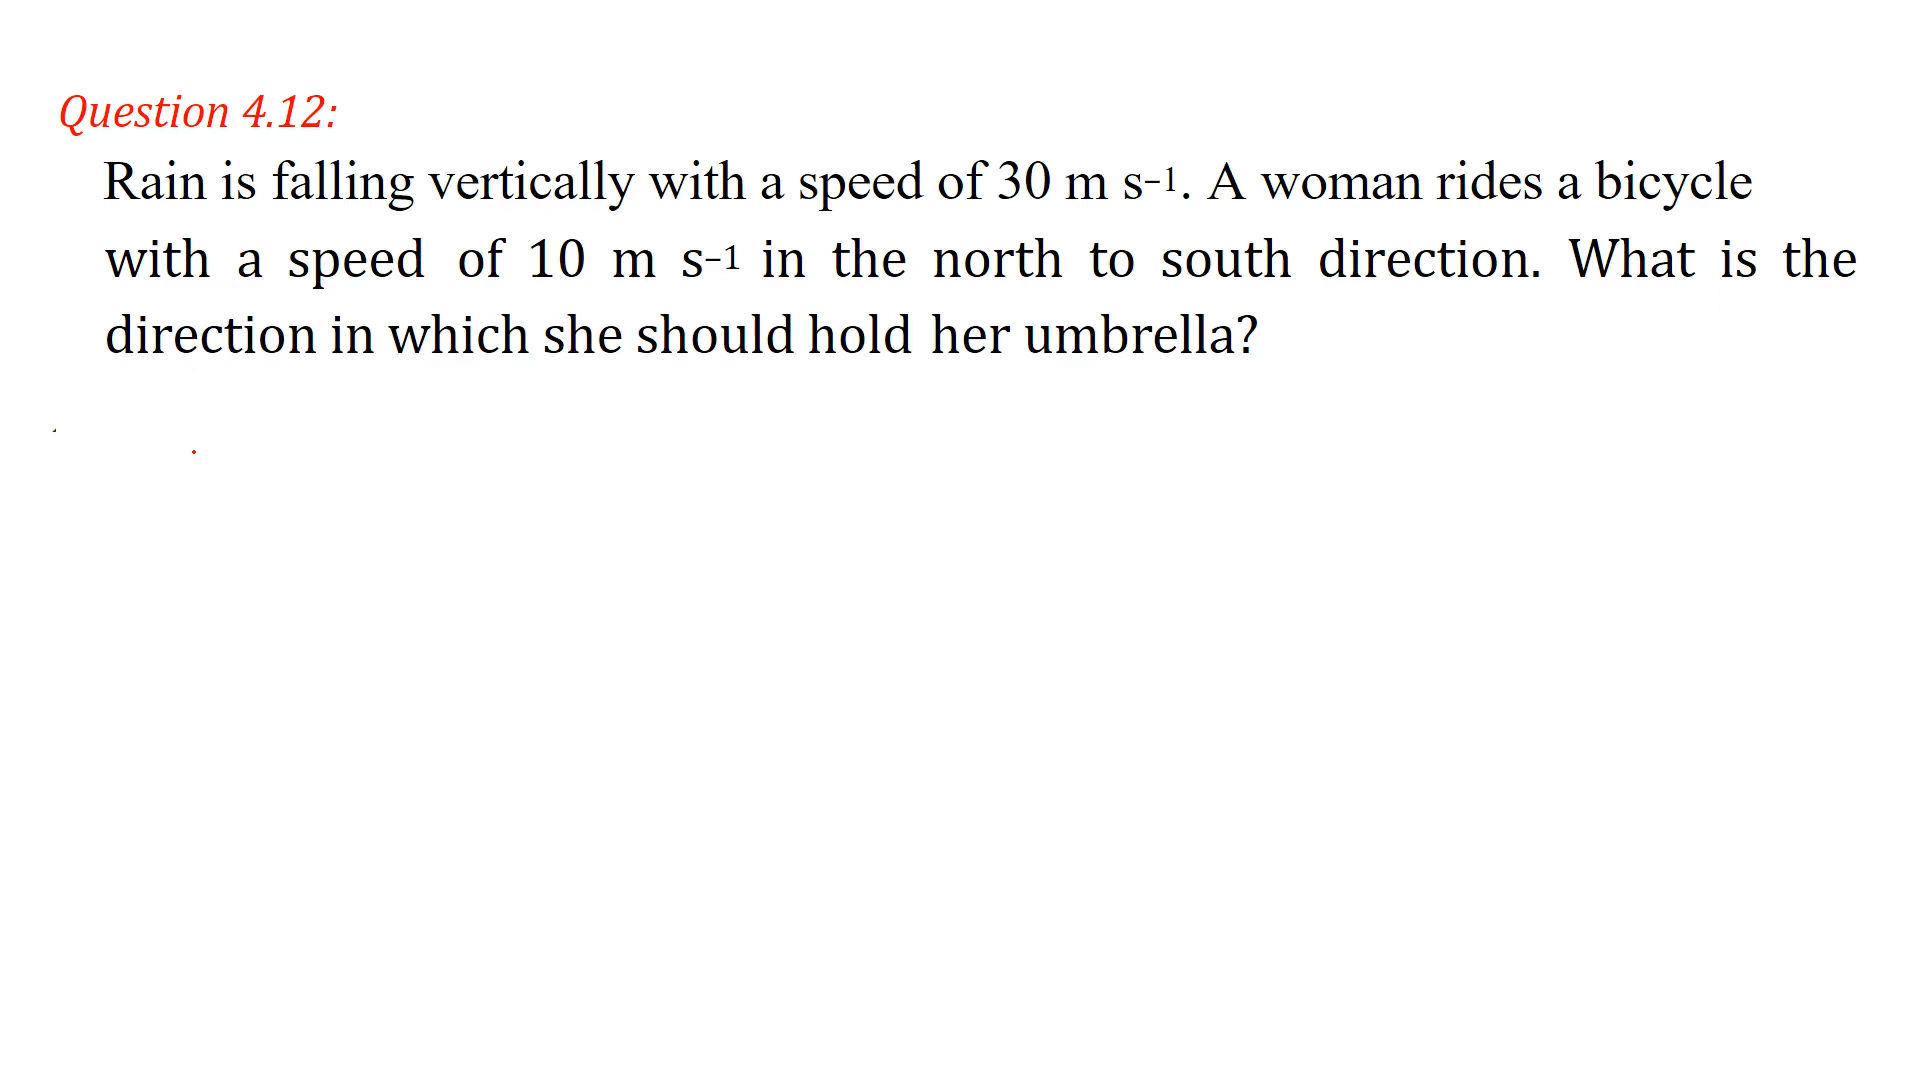 Question 4.12:
Rain is falling vertically with a speed of 30 m s–1. A woman rides a bicycle
with a speed of 10 m s–1 in the north to south direction. What is the
direction in which she should hold her umbrella?